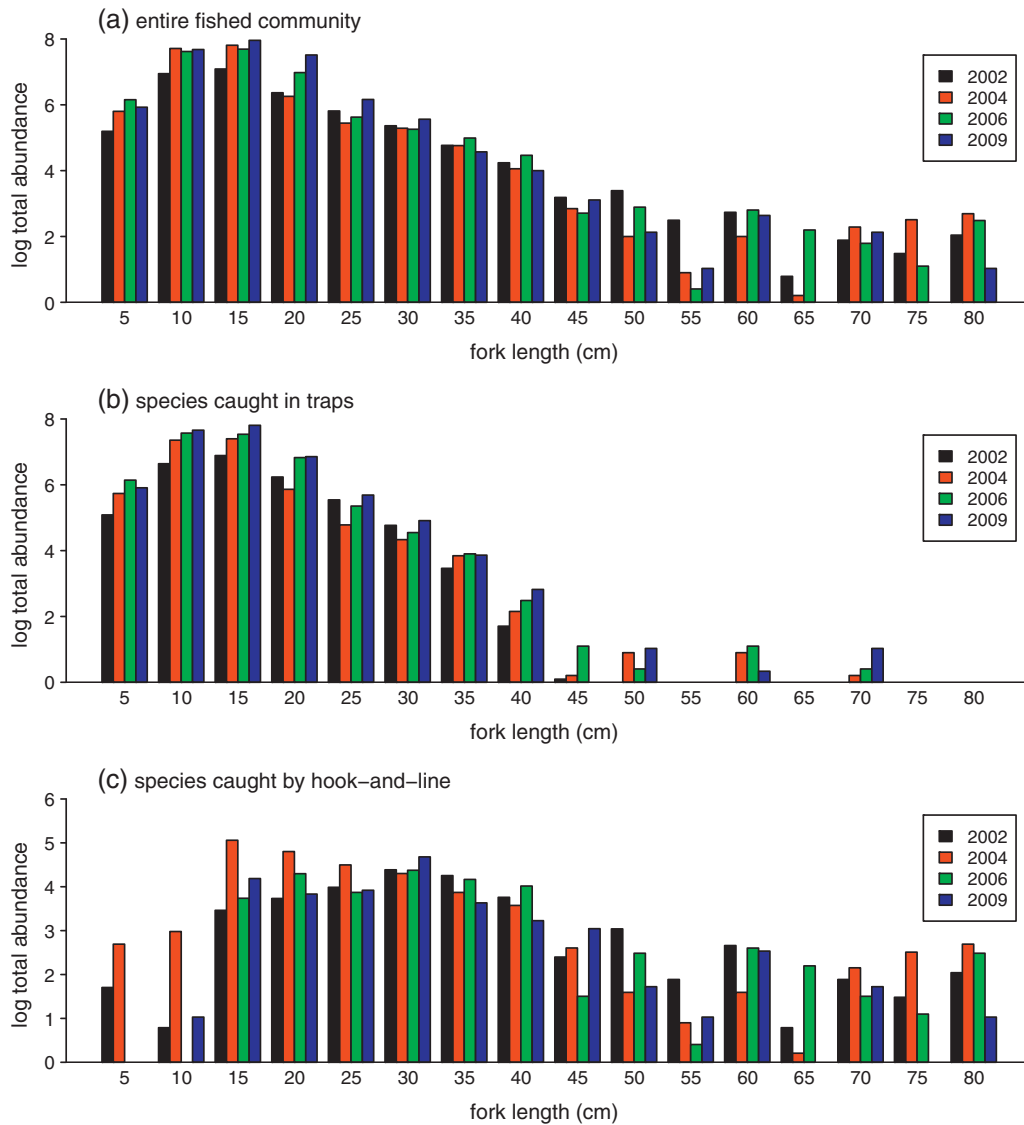 (a) entire fished community
log total abundance
8
6
4
2
0
2002
2004
2006
2009
5 10 15 20 25 30 35 40 45 50 55 60 65 70 75 80
fork length (cm)
(b) species caught in traps
log total abundance
8
6
4
2
0
2002
2004
2006
2009
5 10 15 20 25 30 35 40 45 50 55 60 65 70 75 80
fork length (cm)
(c) species caught by hook−and−line
log total abundance
6
5
4
3
2
1
0
2002
2004
2006
2009
5 10 15 20 25 30 35 40 45 50 55 60 65 70 75 80
fork length (cm)